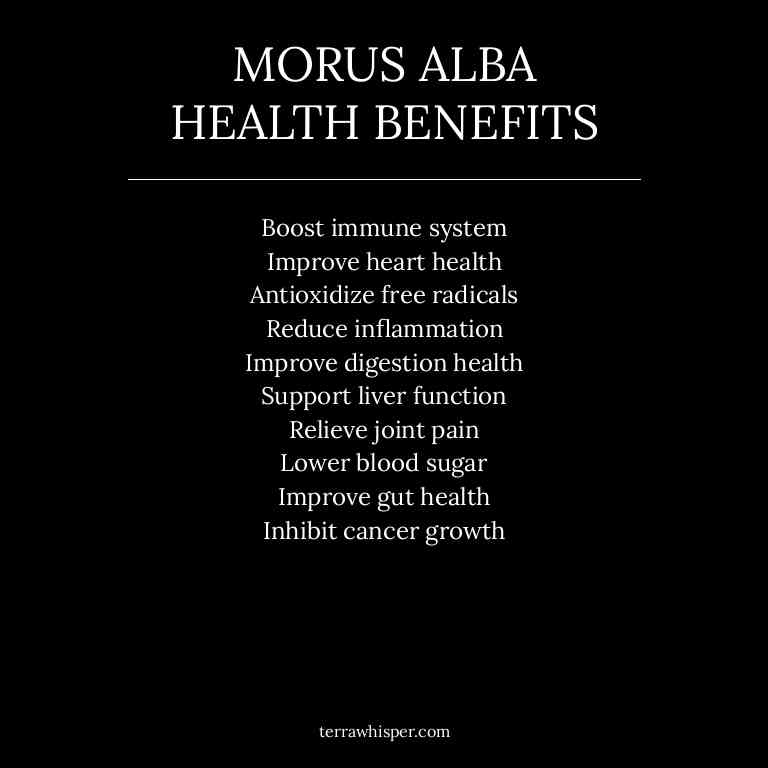 MORUS ALBA
HEALTH BENEFITS
Boost immune system
Improve heart health
Antioxidize free radicals
Reduce inflammation
Improve digestion health
Support liver function
Relieve joint pain
Lower blood sugar
Improve gut health
Inhibit cancer growth
terrawhisper.com